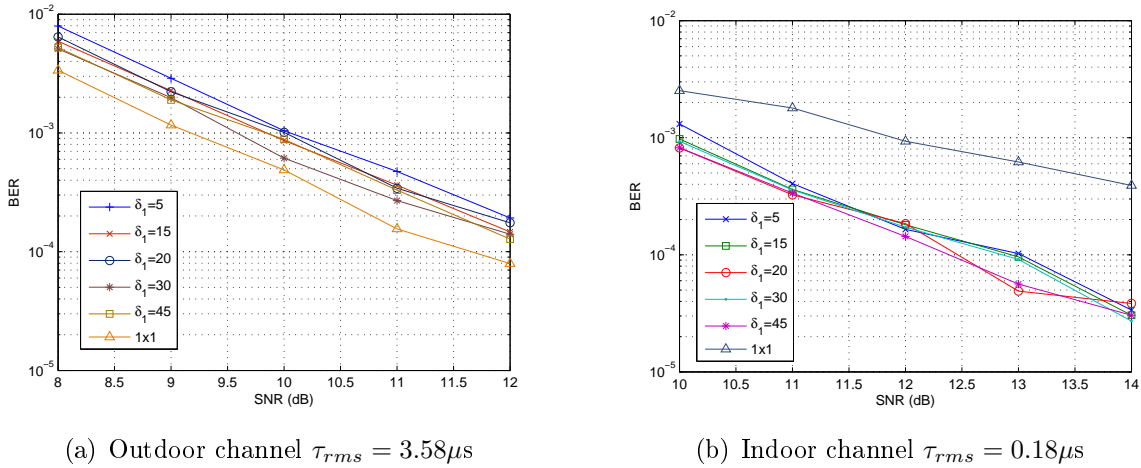 10⁻²
10⁻³
10⁻⁴
10⁻⁵
BER
8 8.5 9 9.5 10 10.5 11 11.5 12
SNR (dB)
δ₁=5
δ₁=15
δ₁=20
δ₁=30
δ₁=45
1x1
(a) Outdoor channel τ_rms = 3.58μs
10⁻²
10⁻³
10⁻⁴
10⁻⁵
BER
10 10.5 11 11.5 12 12.5 13 13.5 14
SNR (dB)
δ₁=5
δ₁=15
δ₁=20
δ₁=30
δ₁=45
1x1
(b) Indoor channel τ_rms = 0.18μs